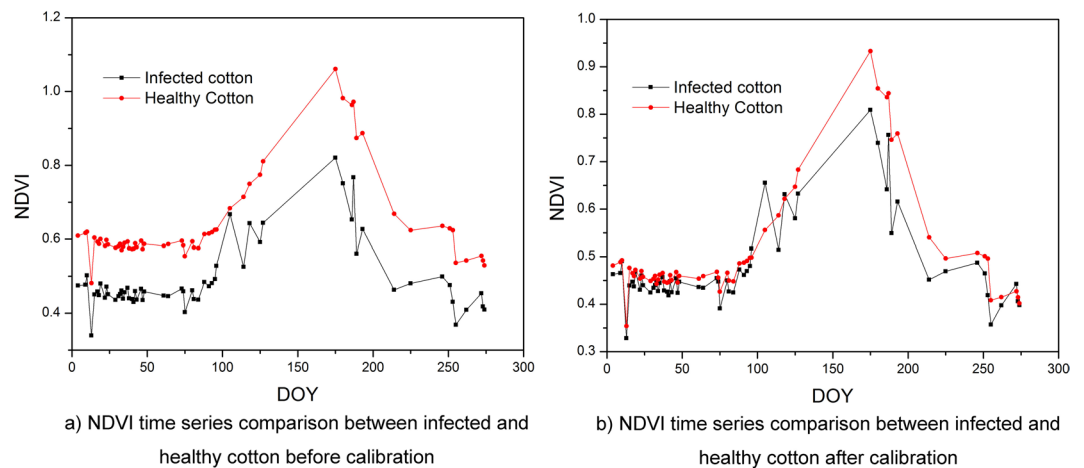 1.2
1.0
0.8
0.6
0.4
NDVI
Infected cotton
Healthy Cotton
0 50 100 150 200 250 300
DOY
a) NDVI time series comparison between infected and
healthy cotton before calibration
1.0
0.9
0.8
0.7
0.6
0.5
0.4
0.3
NDVI
Infected cotton
Healthy Cotton
0 50 100 150 200 250 300
DOY
b) NDVI time series comparison between infected and
healthy cotton after calibration